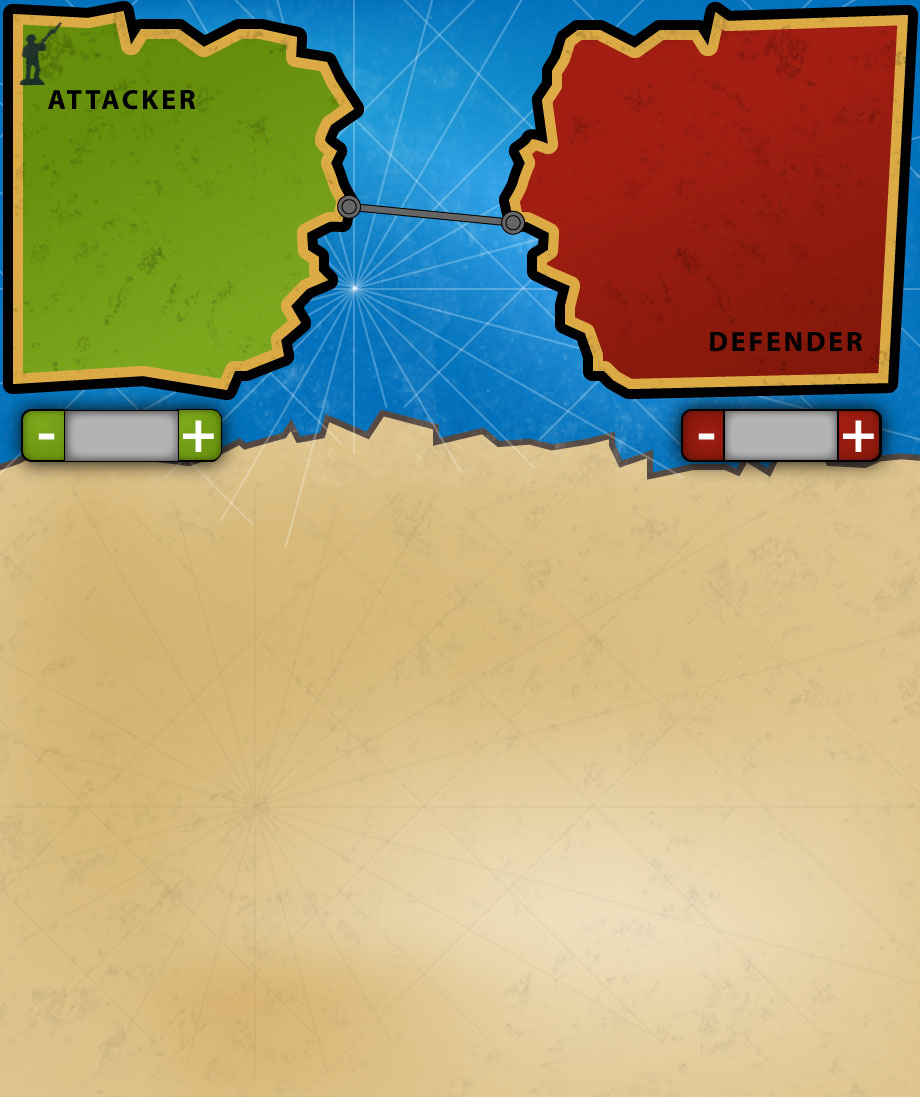 ATTACKER
DEFENDER
- +
- +